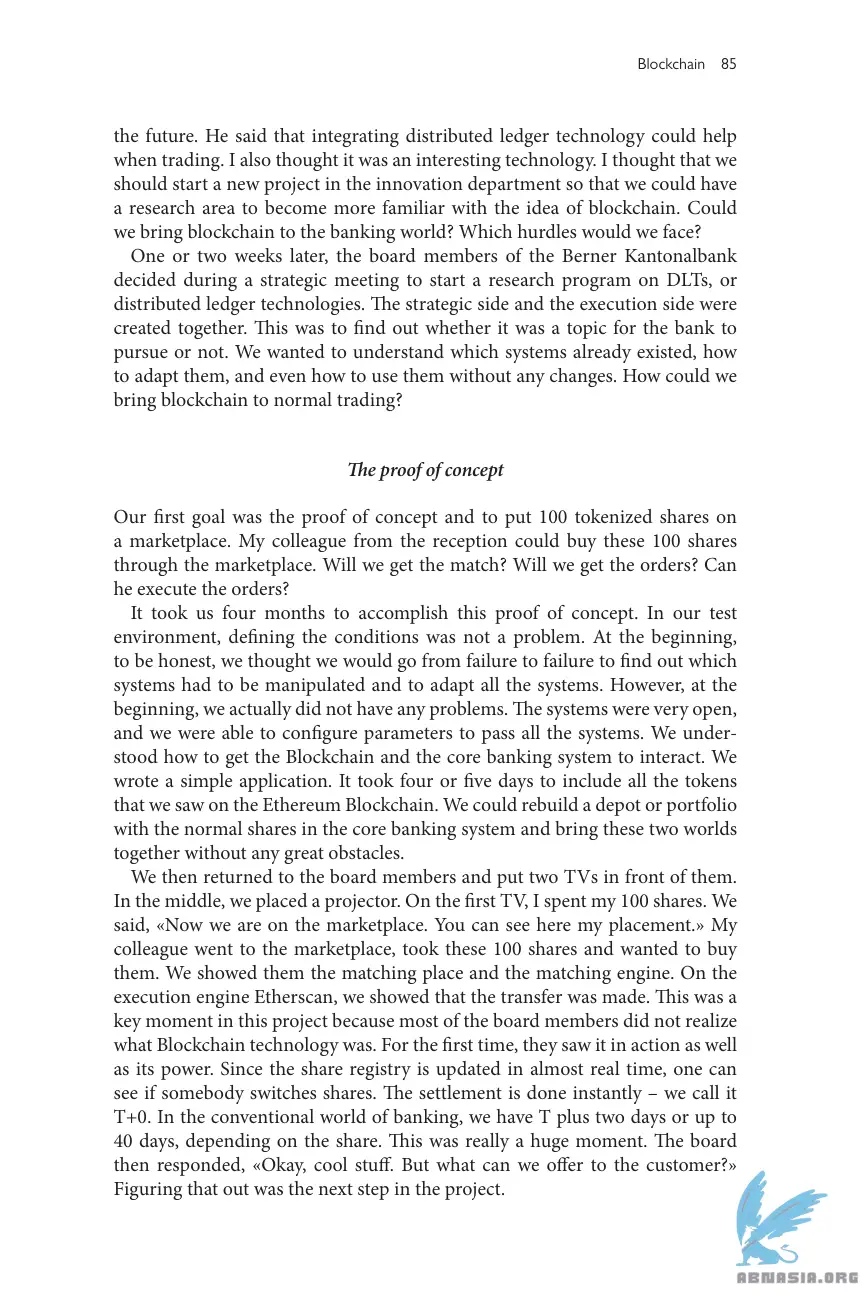 Blockchain 85
the future. He said that integrating distributed ledger technology could help
when trading. I also thought it was an interesting technology. I thought that we
should start a new project in the innovation department so that we could have
a research area to become more familiar with the idea of blockchain. Could
we bring blockchain to the banking world? Which hurdles would we face?
One or two weeks later, the board members of the Berner Kantonalbank
decided during a strategic meeting to start a research program on DLTs, or
distributed ledger technologies. The strategic side and the execution side were
created together. This was to find out whether it was a topic for the bank to
pursue or not. We wanted to understand which systems already existed, how
to adapt them, and even how to use them without any changes. How could we
bring blockchain to normal trading?
The proof of concept
Our first goal was the proof of concept and to put 100 tokenized shares on
a marketplace. My colleague from the reception could buy these 100 shares
through the marketplace. Will we get the match? Will we get the orders? Can
he execute the orders?
It took us four months to accomplish this proof of concept. In our test
environment, defining the conditions was not a problem. At the beginning,
to be honest, we thought we would go from failure to failure to find out which
systems had to be manipulated and to adapt all the systems. However, at the
beginning, we actually did not have any problems. The systems were very open,
and we were able to configure parameters to pass all the systems. We under-
stood how to get the Blockchain and the core banking system to interact. We
wrote a simple application. It took four or five days to include all the tokens
that we saw on the Ethereum Blockchain. We could rebuild a depot or portfolio
with the normal shares in the core banking system and bring these two worlds
together without any great obstacles.
We then returned to the board members and put two TVs in front of them.
In the middle, we placed a projector. On the first TV, I spent my 100 shares. We
said, «Now we are on the marketplace. You can see here my placement.» My
colleague went to the marketplace, took these 100 shares and wanted to buy
them. We showed them the matching place and the matching engine. On the
execution engine Etherscan, we showed that the transfer was made. This was a
key moment in this project because most of the board members did not realize
what Blockchain technology was. For the first time, they saw it in action as well
as its power. Since the share registry is updated in almost real time, one can
see if somebody switches shares. The settlement is done instantly – we call it
T+0. In the conventional world of banking, we have T plus two days or up to
40 days, depending on the share. This was really a huge moment. The board
then responded, «Okay, cool stuff. But what can we offer to the customer?»
Figuring that out was the next step in the project.
ABNASIA.ORG